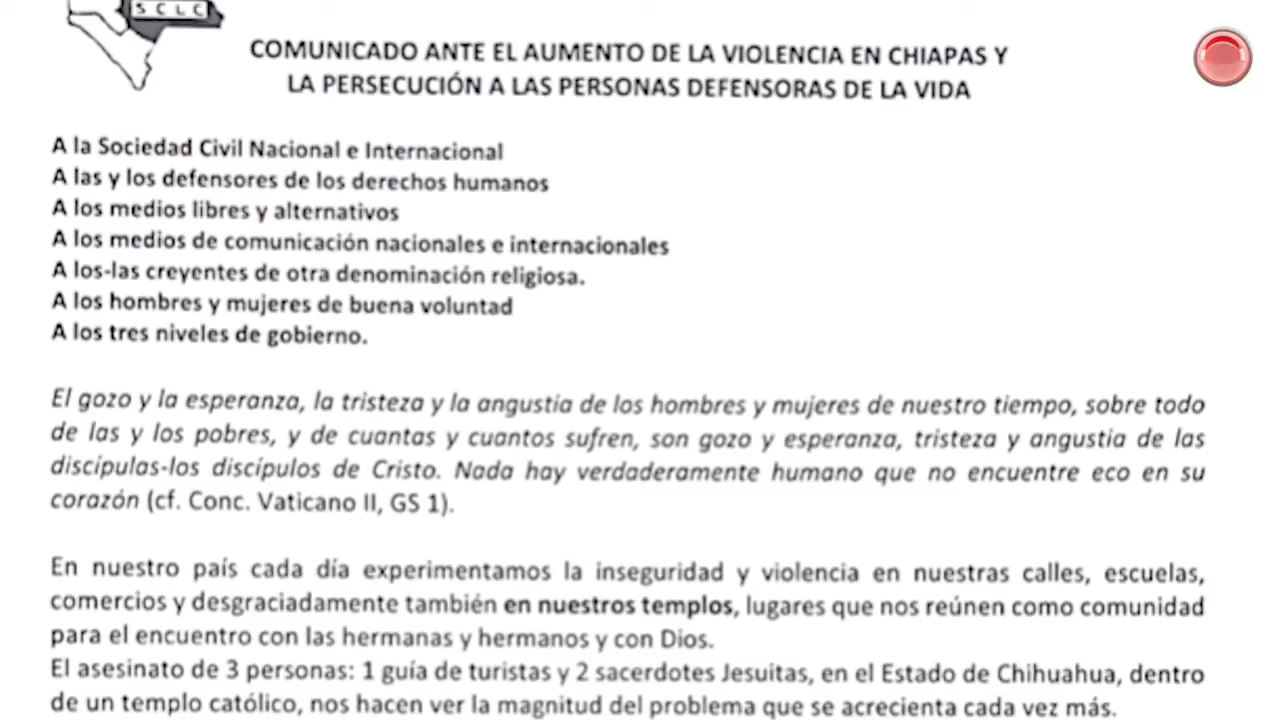 SCLC
COMUNICADO ANTE EL AUMENTO DE LA VIOLENCIA EN CHIAPAS Y
LA PERSECUCIÓN A LAS PERSONAS DEFENSORAS DE LA VIDA
A la Sociedad Civil Nacional e Internacional
A las y los defensores de los derechos humanos
A los medios libres y alternativos
A los medios de comunicación nacionales e internacionales
A los-las creyentes de otra denominación religiosa.
A los hombres y mujeres de buena voluntad
A los tres niveles de gobierno.
El gozo y la esperanza, la tristeza y la angustia de los hombres y mujeres de nuestro tiempo, sobre todo
de las y los pobres, y de cuantas y cuantos sufren, son gozo y esperanza, tristeza y angustia de las
discípulas-los discípulos de Cristo. Nada hay verdaderamente humano que no encuentre eco en su
corazón (cf. Conc. Vaticano II, GS 1).
En nuestro país cada día experimentamos la inseguridad y violencia en nuestras calles, escuelas,
comercios y desgraciadamente también en nuestros templos, lugares que nos reúnen como comunidad
para el encuentro con las hermanas y hermanos y con Dios.
El asesinato de 3 personas: 1 guía de turistas y 2 sacerdotes Jesuitas, en el Estado de Chihuahua, dentro
de un templo católico, nos hacen ver la magnitud del problema que se acrecienta cada vez más.